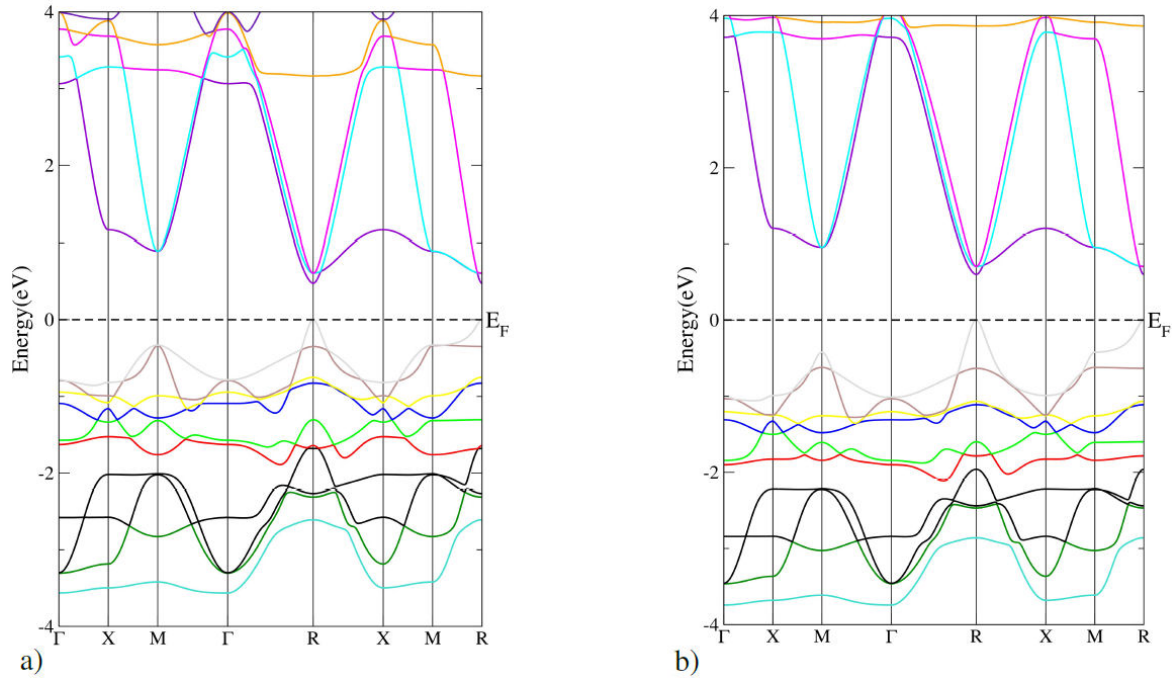 4
2
0
-2
-4
Energy(eV)
E_F
Γ X M Γ R X M R
a)
4
2
0
-2
-4
Energy(eV)
E_F
Γ X M Γ R X M R
b)